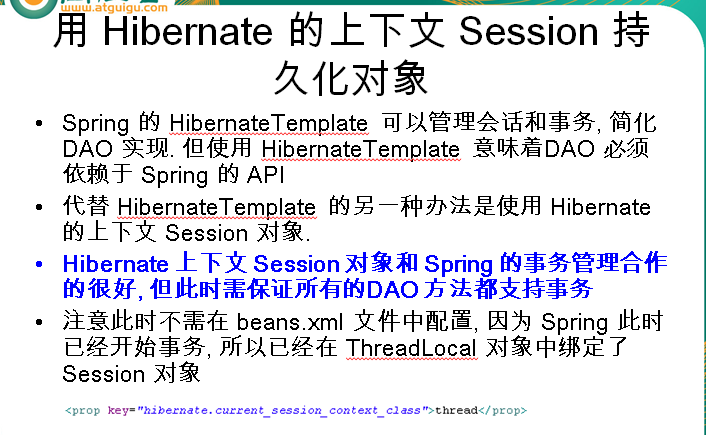 www.atguigu.com
用 Hibernate 的上下文 Session 持
久化对象
• Spring 的 HibernateTemplate 可以管理会话和事务, 简化
DAO 实现. 但使用 HibernateTemplate 意味着DAO 必须
依赖于 Spring 的 API
• 代替 HibernateTemplate 的另一种办法是使用 Hibernate
的上下文 Session 对象.
• Hibernate 上下文 Session 对象和 Spring 的事务管理合作
的很好, 但此时需保证所有的DAO 方法都支持事务
• 注意此时不需在 beans.xml 文件中配置, 因为 Spring 此时
已经开始事务, 所以已经在 ThreadLocal 对象中绑定了
Session 对象
<prop key="hibernate.current_session_context_class">thread</prop>